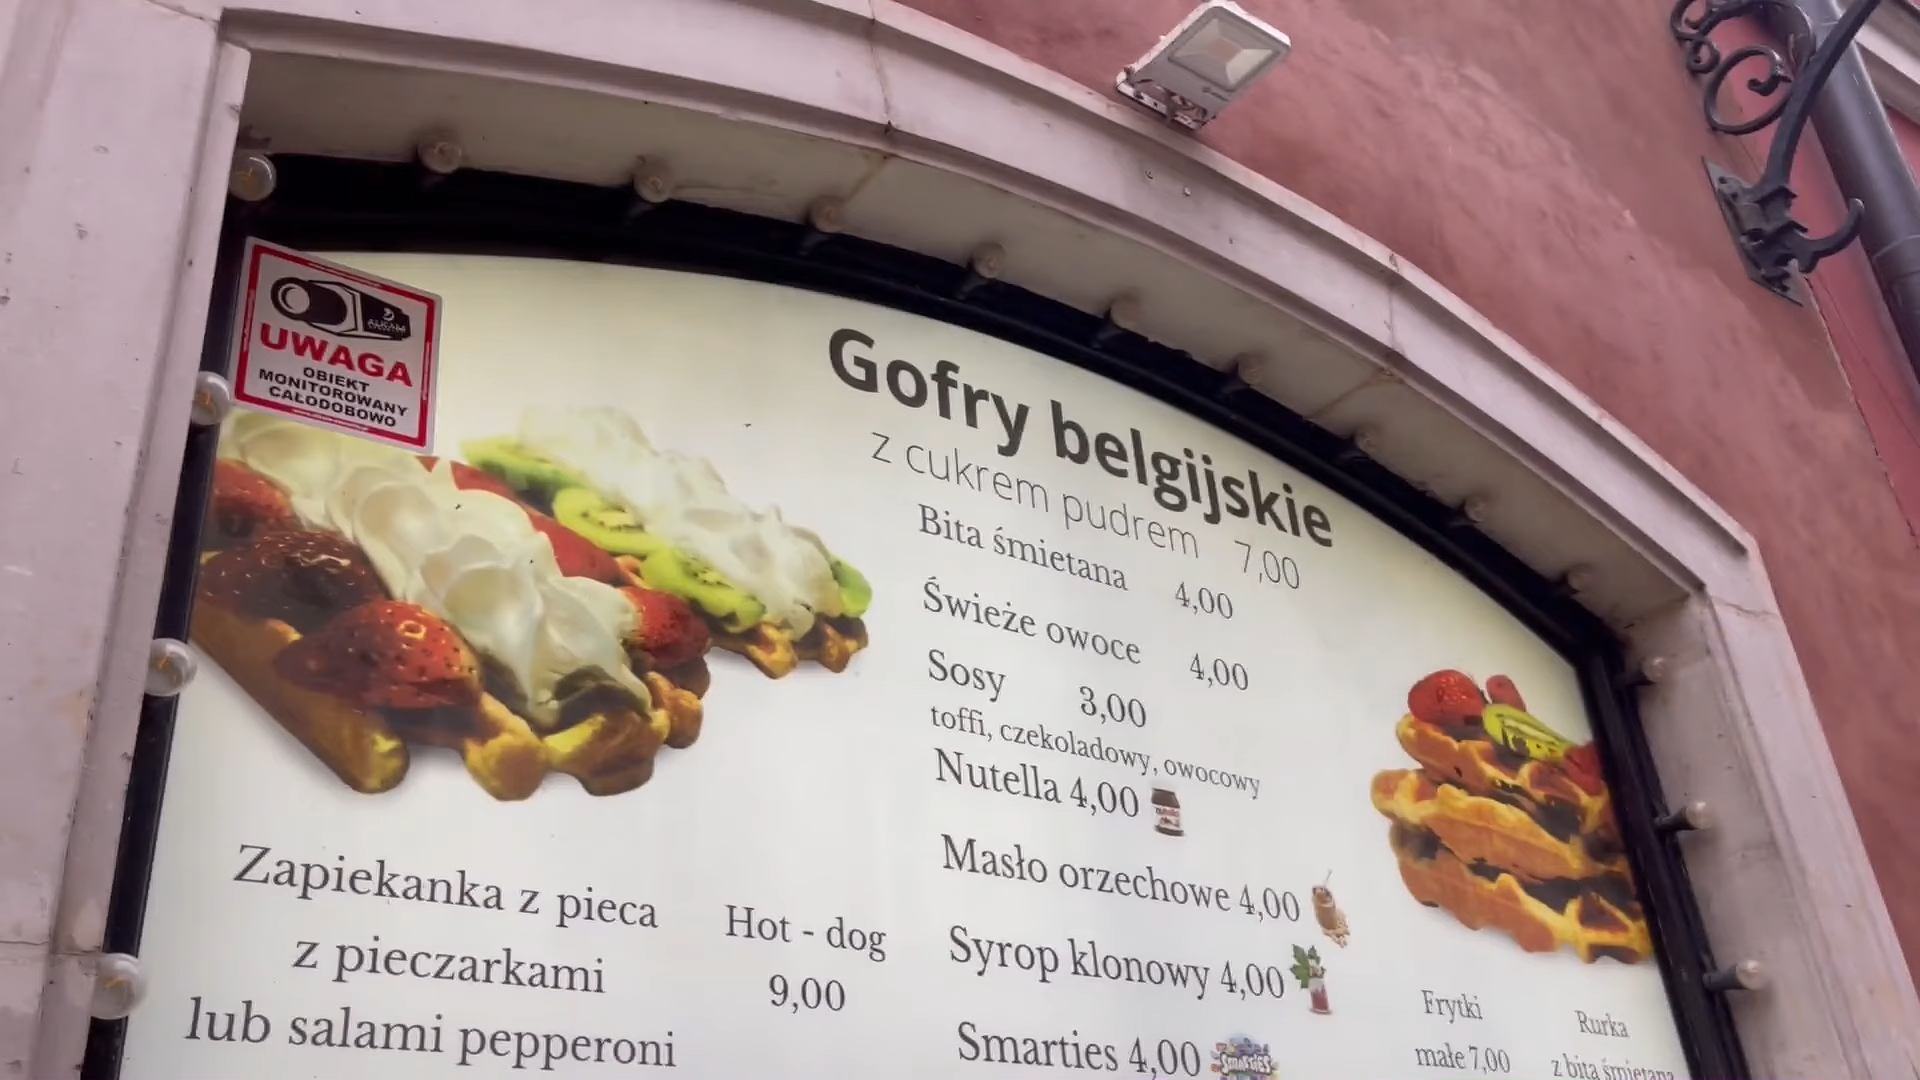 UWAGA
OBIEKT
MONITOROWANY
CAŁODOBOWO
Gofry belgijskie
z cukrem pudrem 7,00
Bita śmietana 4,00
Świeże owoce 4,00
Sosy 3,00
toffi, czekoladowy, owocowy
Nutella 4,00
Masło orzechowe 4,00
Syrop klonowy 4,00
Smarties 4,00
SMARTIES
Zapiekanka z pieca
z pieczarkami
lub salami pepperoni
Hot - dog
9,00
Frytki
małe 7,00
Rurka
z bitą śmietaną